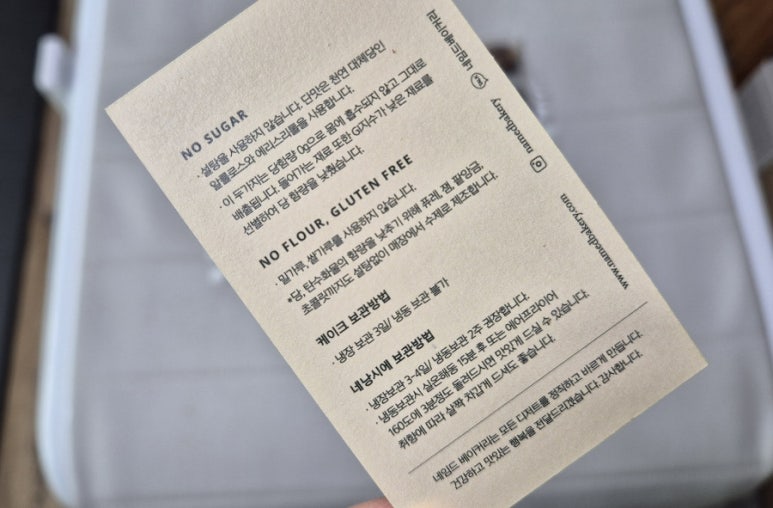 NO SUGAR
· 설탕을 사용하지 않습니다. 단맛은 천연 대체당인
알룰로스와 에리스리톨을 사용합니다.
· 이 두가지는 당함량 0g으로 몸에 흡수되지 않고 그대로
배출됩니다. 들어가는 재료 또한 GI지수가 낮은 재료를
선별하여 당 함량을 낮췄습니다.
NO FLOUR, GLUTEN FREE
· 밀가루, 쌀가루를 사용하지 않습니다.
*당, 탄수화물의 함량을 낮추기 위해 퓨레, 잼, 팥앙금,
초콜릿까지도 설탕없이 매장에서 수제로 제조합니다.
케이크 보관방법
· 냉장 보관 3일/ 냉동 보관 불가
네낭시에 보관방법
· 냉장보관 3-4일/ 냉동보관 2주 권장합니다.
· 냉동보관시 실온해동 15분 후 또는 에어프라이어
160도에 3분정도 돌려드시면 맛있게 드실 수 있습니다.
취향에 따라 살짝 차갑게 드셔도 좋습니다.
네임드 베이커리는 모든 디저트를 정직하고 바르게 만듭니다.
건강하고 맛있는 행복을 전달드리겠습니다. 감사합니다.
네임드베이커리
namedbakery
www.namedbakery.com